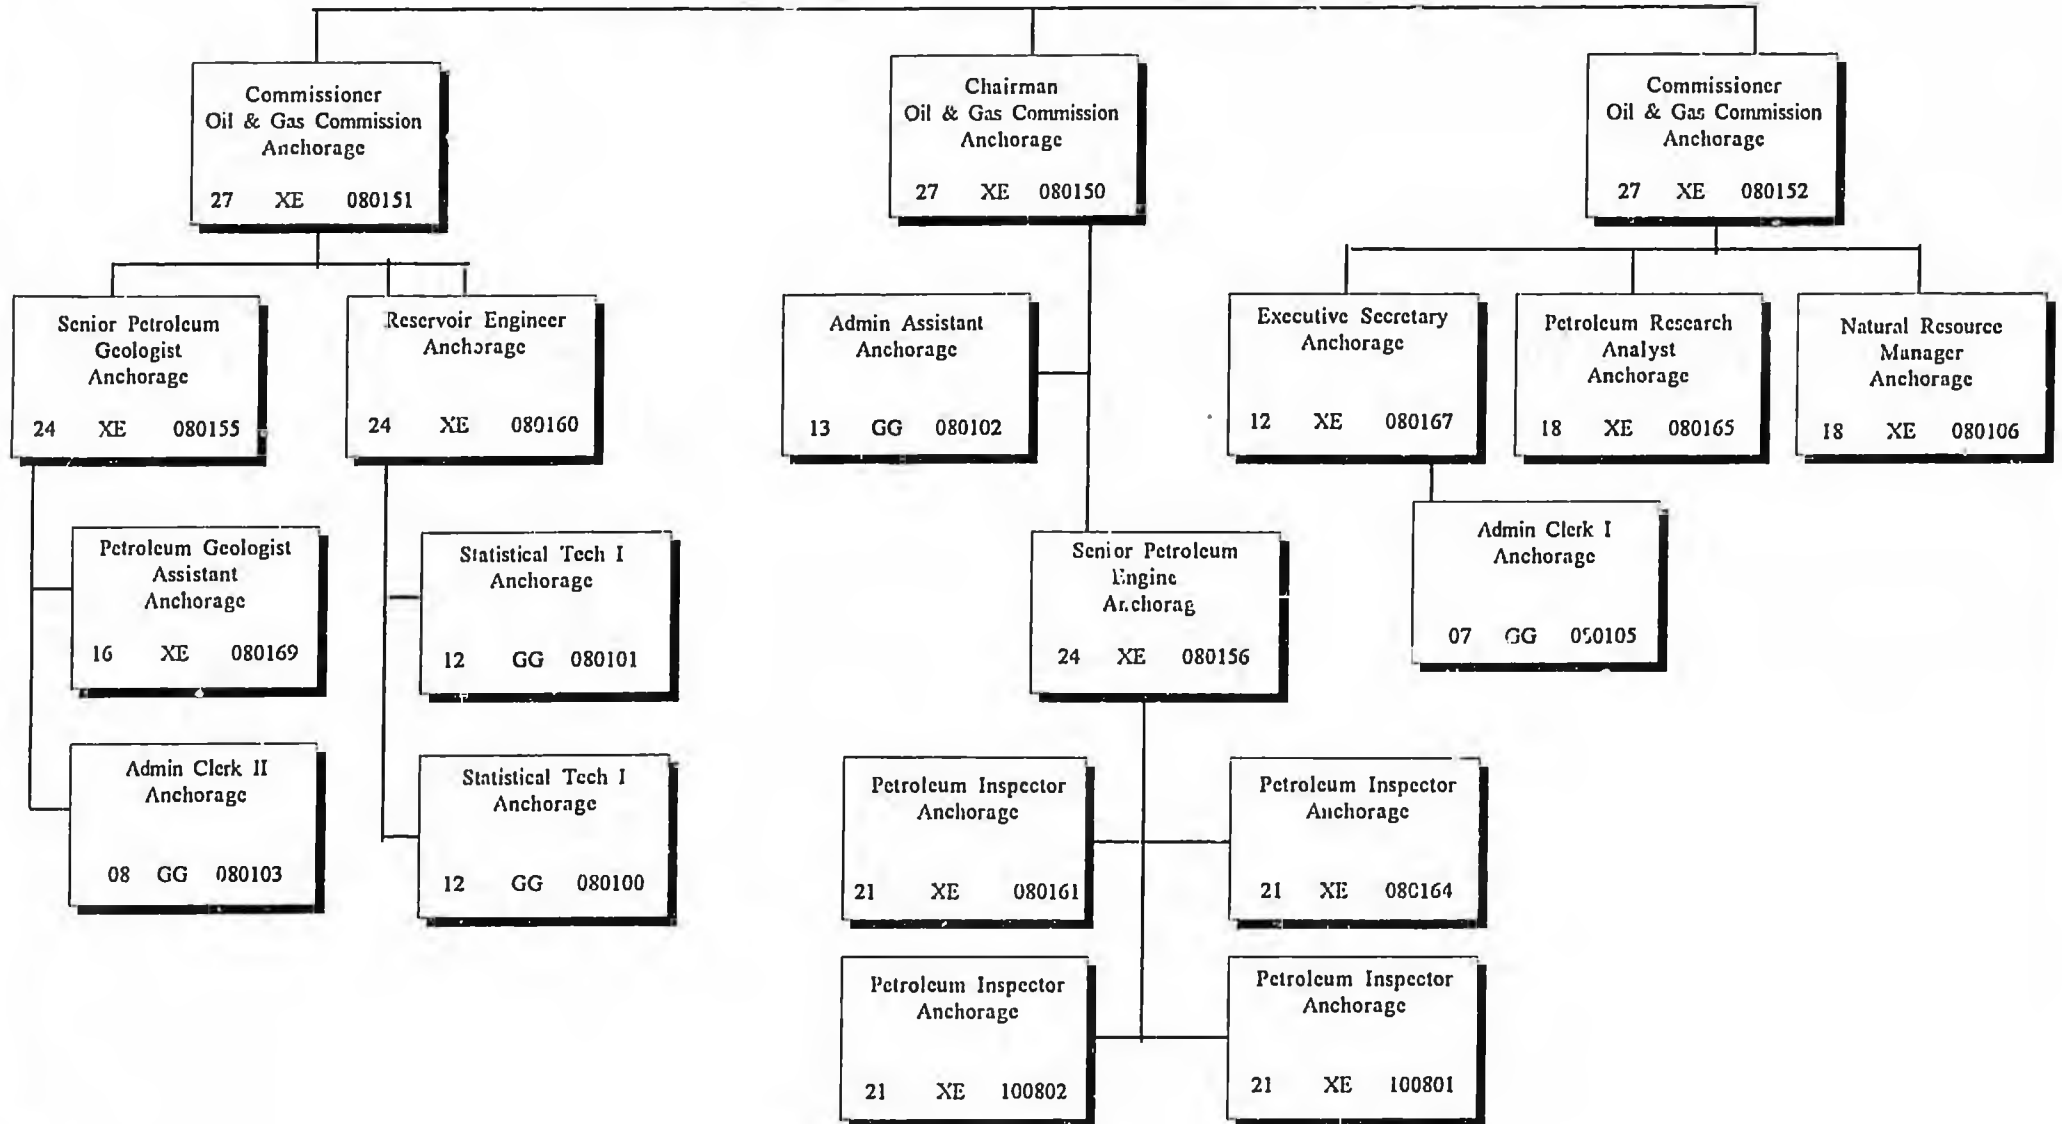 Commissioner
Oil & Gas Commission
Anchorage
27 XE 080151
Chairman
Oil & Gas Commission
Anchorage
27 XE 080150
Commissioner
Oil & Gas Commission
Anchorage
27 XE 080152
Senior Petroleum
Geologist
Anchorage
24 XE 080155
Reservoir Engineer
Anchorage
24 XE 080160
Admin Assistant
Anchorage
13 GG 080102
Executive Secretary
Anchorage
12 XE 080167
Petroleum Research
Analyst
Anchorage
18 XE 080165
Natural Resource
Manager
Anchorage
18 XE 080106
Petroleum Geologist
Assistant
Anchorage
16 XE 080169
Statistical Tech I
Anchorage
12 GG 080101
Senior Petroleum
Engine
Anchorag
24 XE 080156
Admin Clerk I
Anchorage
07 GG 080105
Admin Clerk II
Anchorage
08 GG 080103
Statistical Tech I
Anchorage
12 GG 080100
Petroleum Inspector
Anchorage
21 XE 080161
Petroleum Inspector
Anchorage
21 XE 080164
Petroleum Inspector
Anchorage
21 XE 100802
Petroleum Inspector
Anchorage
21 XE 100801